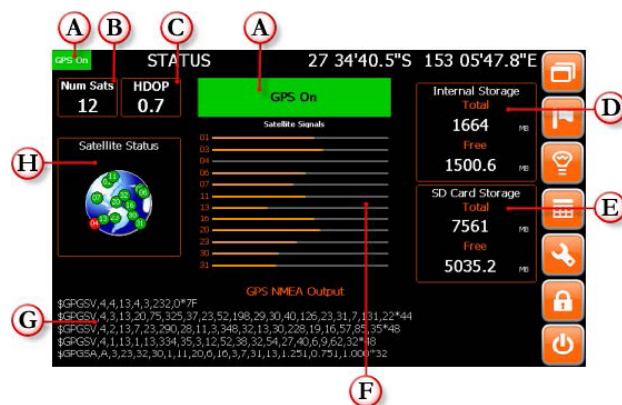 A B C A
GPS On STATUS 27 34'40.5"S 153 05'47.8"E
Num Sats HDOP
12 0.7
GPS On
Internal Storage
Total
1664 MB
Free
1500.6 MB
D
Satellite Signals
01
03
04
06
07
11
13
16
20
23
30
31
H
Satellite Status
SD Card Storage
Total
7561 MB
Free
5035.2 MB
E
GPS NMEA Output
$GPGSV,4,4,13,4,3,232,0*7F
$GPGSV,4,3,13,20,75,325,37,23,52,198,29,30,40,126,23,31,7,131,22*44
$GPGSV,4,2,13,7,23,290,28,11,3,348,32,13,30,228,19,16,57,85,35*48
$GPGSV,4,1,13,1,13,334,35,3,12,52,38,32,54,27,40,6,9,62,32*48
$GPGSA,A,3,23,32,30,1,11,20,6,16,3,7,31,13,1.251,0.751,1.000*32
G
F